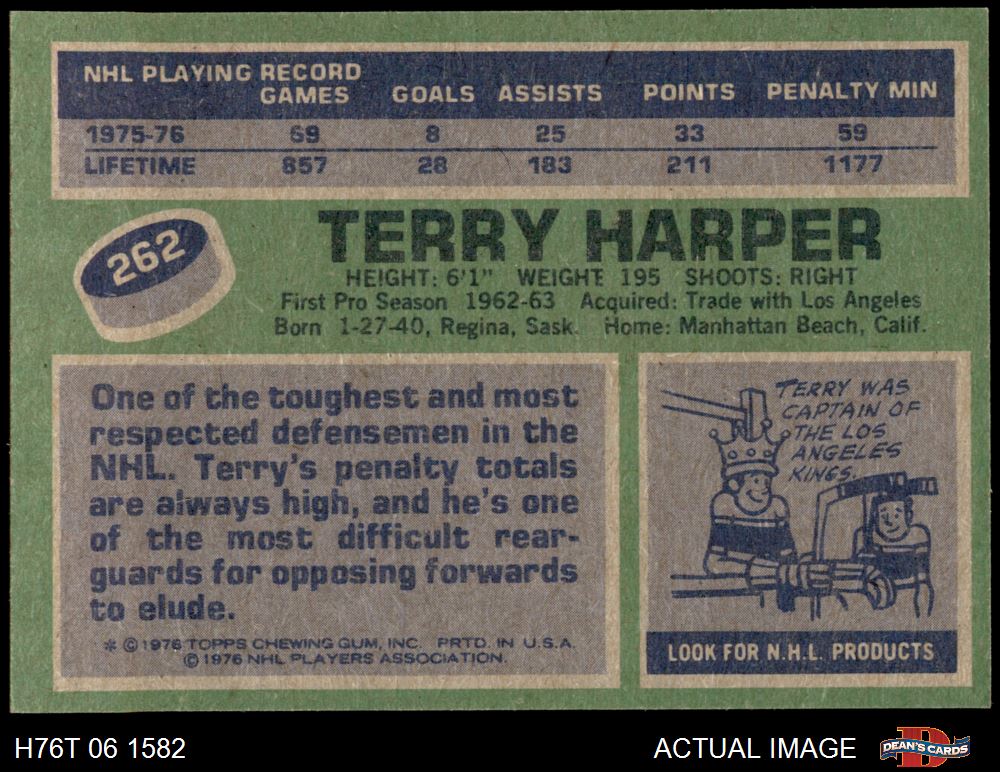 NHL PLAYING RECORD
GAMES GOALS ASSISTS POINTS PENALTY MIN
1975-76 69 8 25 33 59
LIFETIME 857 28 183 211 1177
262
TERRY HARPER
HEIGHT: 6'1" WEIGHT 195 SHOOTS: RIGHT
First Pro Season 1962-63 Acquired: Trade with Los Angeles
Born 1-27-40, Regina, Sask. Home: Manhattan Beach, Calif.
One of the toughest and most
respected defensemen in the
NHL. Terry's penalty totals
are always high, and he's one
of the most difficult rear-
guards for opposing forwards
to elude.
* © 1976 TOPPS CHEWING GUM, INC. PRTD. IN U.S.A.
© 1976 NHL PLAYERS ASSOCIATION.
TERRY WAS
CAPTAIN OF
THE LOS
ANGELES
KINGS.
LOOK FOR N.H.L. PRODUCTS
H76T 06 1582 ACTUAL IMAGE D DEAN'S CARDS